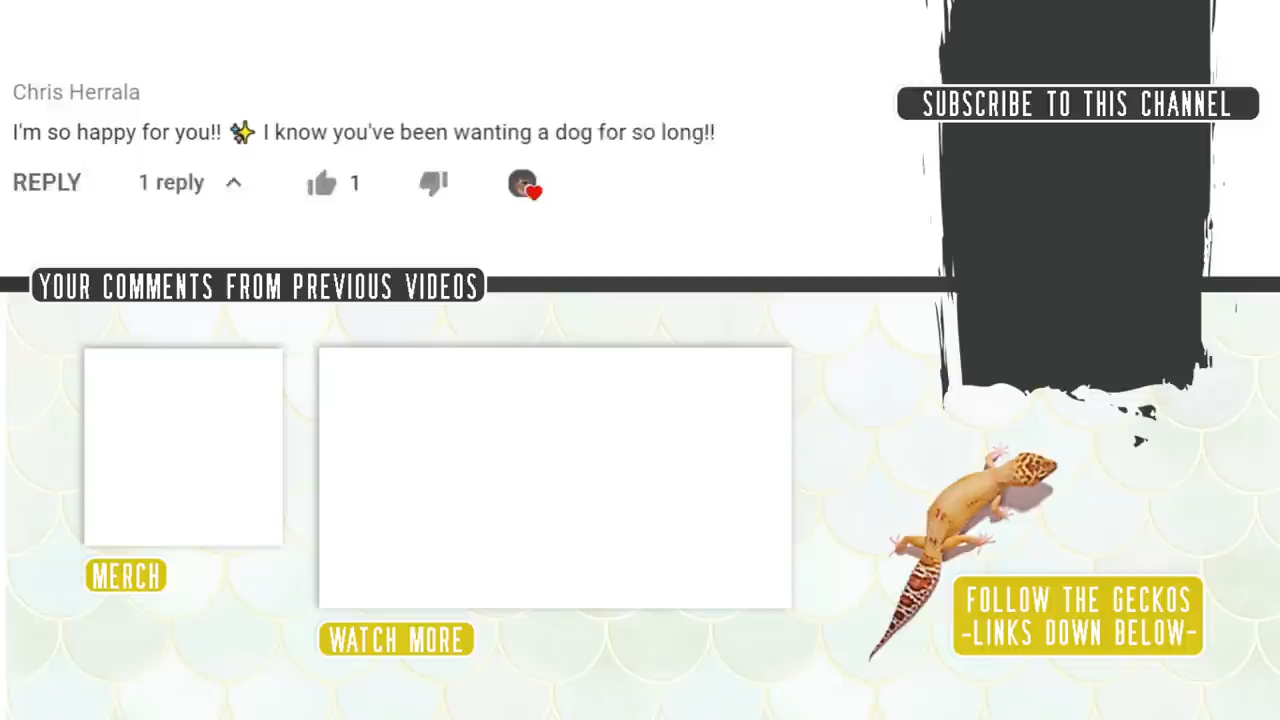 Chris Herrala
I'm so happy for you!! ✨ I know you've been wanting a dog for so long!!
REPLY 1 reply 1
SUBSCRIBE TO THIS CHANNEL
YOUR COMMENTS FROM PREVIOUS VIDEOS
MERCH
WATCH MORE
FOLLOW THE GECKOS
-LINKS DOWN BELOW-